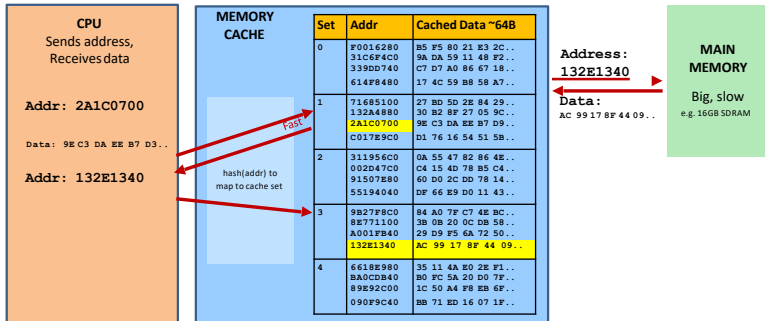 CPU
Sends address,
Receives data
Addr: 2A1C0700
Data: 9E C3 DA EE B7 D3..
Addr: 132E1340
MEMORY
CACHE
hash(addr) to
map to cache set
Fast
Set Addr Cached Data ~64B
0 F0016280 B5 F5 80 21 E3 2C..
31C6F4C0 9A DA 59 11 48 F2..
339DD740 C7 D7 A0 86 67 18..
614F8480 17 4C 59 B8 58 A7..
1 71685100 27 BD 5D 2E 84 29..
132A4880 30 B2 8F 27 05 9C..
2A1C0700 9E C3 DA EE B7 D9..
C017E9C0 D1 76 16 54 51 5B..
2 311956C0 0A 55 47 82 86 4E..
002D47C0 C4 15 4D 78 B5 C4..
91507E80 60 D0 2C DD 78 14..
55194040 DF 66 E9 D0 11 43..
3 9B27F8C0 84 A0 7F C7 4E BC..
8E771100 3B 0B 20 0C DB 58..
A001FB40 29 D9 F5 6A 72 50..
132E1340 AC 99 17 8F 44 09..
4 6618E980 35 11 4A E0 2E F1..
BA0CDB40 B0 FC 5A 20 D0 7F..
89E92C00 1C 50 A4 F8 EB 6F..
090F9C40 BB 71 ED 16 07 1F..
Address:
132E1340
Data:
AC 99 17 8F 44 09..
MAIN
MEMORY
Big, slow
e.g. 16GB SDRAM